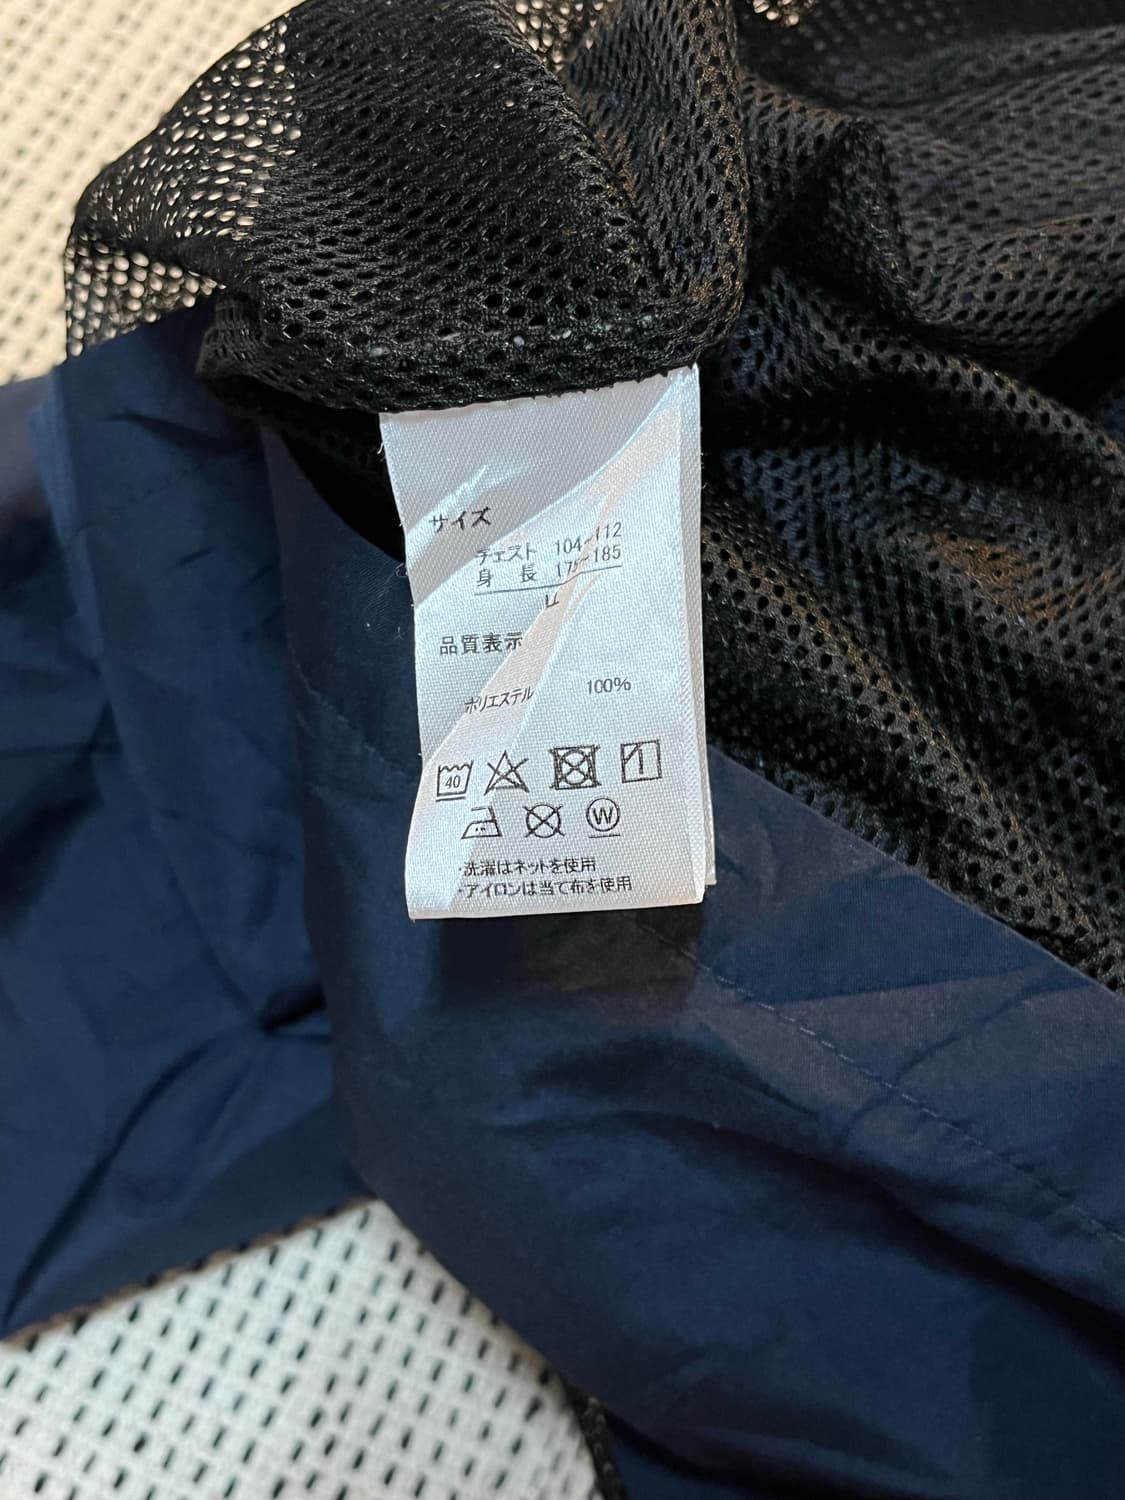 サイズ
チェスト 104~112
身長 175~185
品質表示
ポリエステル 100%
40
W
・洗濯はネットを使用
・アイロンは当て布を使用